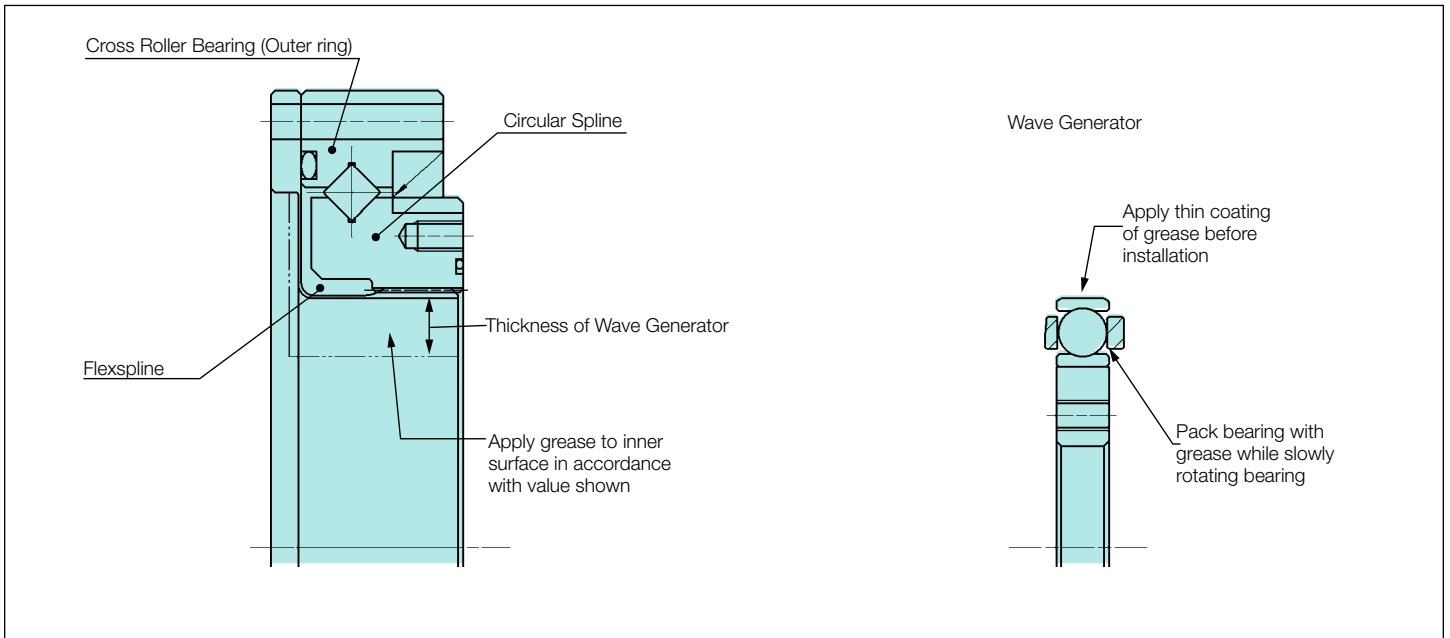 Cross Roller Bearing (Outer ring)
Circular Spline
Thickness of Wave Generator
Flexspline
Apply grease to inner
surface in accordance
with value shown
Wave Generator
Apply thin coating
of grease before
installation
Pack bearing with
grease while slowly
rotating bearing